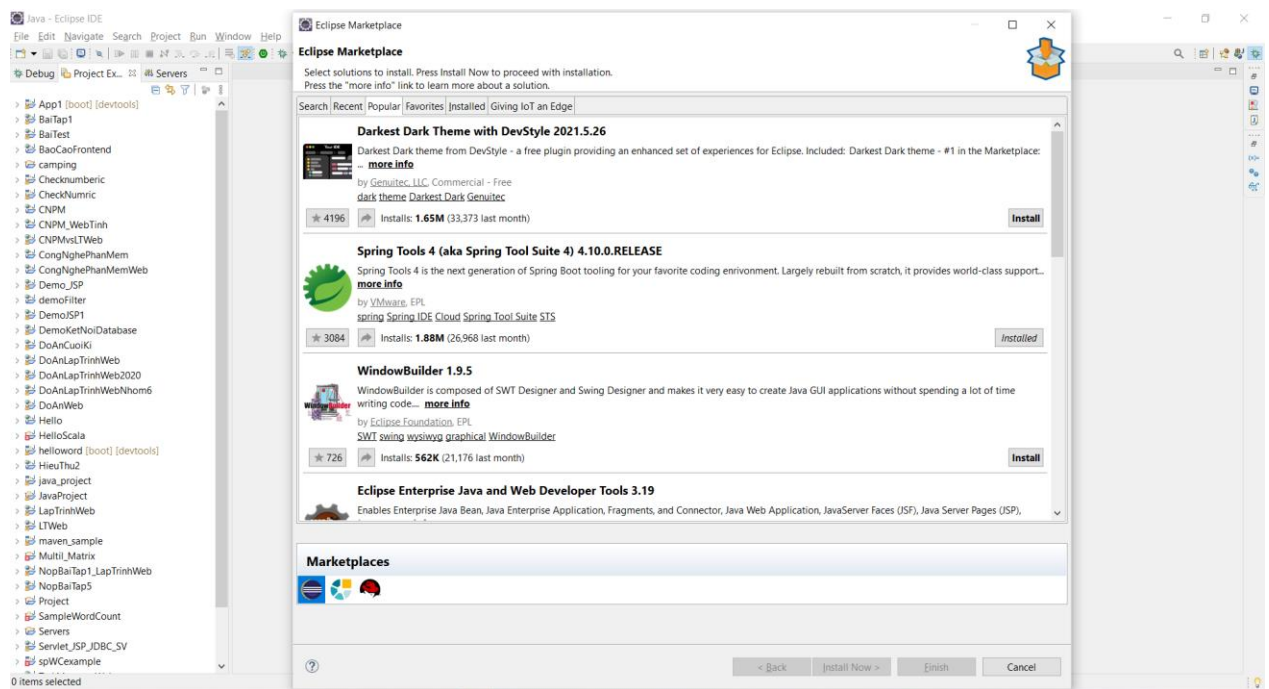 Java - Eclipse IDE
File Edit Navigate Search Project Run Window Help
Debug Project Ex... Servers
App1 [boot] [devtools]
BaiTap1
BaiTest
BaoCaoFrontend
camping
Checknumberic
CheckNumric
CNPM
CNPM_WebTinh
CNPMvsLTWeb
CongNghePhanMem
CongNghePhanMemWeb
Demo_JSP
demoFilter
DemoJSP1
DemoKetNoiDatabase
DoAnCuoiKi
DoAnLapTrinhWeb
DoAnLapTrinhWeb2020
DoAnLapTrinhWebNhom6
DoAnWeb
Hello
HelloScala
helloword [boot] [devtools]
HieuThu2
java_project
JavaProject
LapTrinhWeb
LTWeb
maven_sample
Multil_Matrix
NopBaiTap1_LapTrinhWeb
NopBaiTap5
Project
SampleWordCount
Servers
Servlet_JSP_JDBC_SV
spWCexample
0 items selected
Eclipse Marketplace
Eclipse Marketplace
Select solutions to install. Press Install Now to proceed with installation.
Press the "more info" link to learn more about a solution.
Search Recent Popular Favorites Installed Giving IoT an Edge
Darkest Dark Theme with DevStyle 2021.5.26
Darkest Dark theme from DevStyle - a free plugin providing an enhanced set of experiences for Eclipse. Included: Darkest Dark theme - #1 in the Marketplace:
... more info
by Genuitec, LLC, Commercial - Free
dark theme Darkest Dark Genuitec
4196 Installs: 1.65M (33,373 last month) Install
Spring Tools 4 (aka Spring Tool Suite 4) 4.10.0.RELEASE
Spring Tools 4 is the next generation of Spring Boot tooling for your favorite coding enrivonment. Largely rebuilt from scratch, it provides world-class support...
more info
by VMware, EPL
spring Spring IDE Cloud Spring Tool Suite STS
3084 Installs: 1.88M (26,968 last month) Installed
WindowBuilder 1.9.5
WindowBuilder is composed of SWT Designer and Swing Designer and makes it very easy to create Java GUI applications without spending a lot of time
writing code... more info
WindowBuilder
by Eclipse Foundation, EPL
SWT swing wysiwyg graphical WindowBuilder
726 Installs: 562K (21,176 last month) Install
Eclipse Enterprise Java and Web Developer Tools 3.19
Enables Enterprise Java Bean, Java Enterprise Application, Fragments, and Connector, Java Web Application, JavaServer Faces (JSF), Java Server Pages (JSP),
Marketplaces
< Back Install Now > Finish Cancel